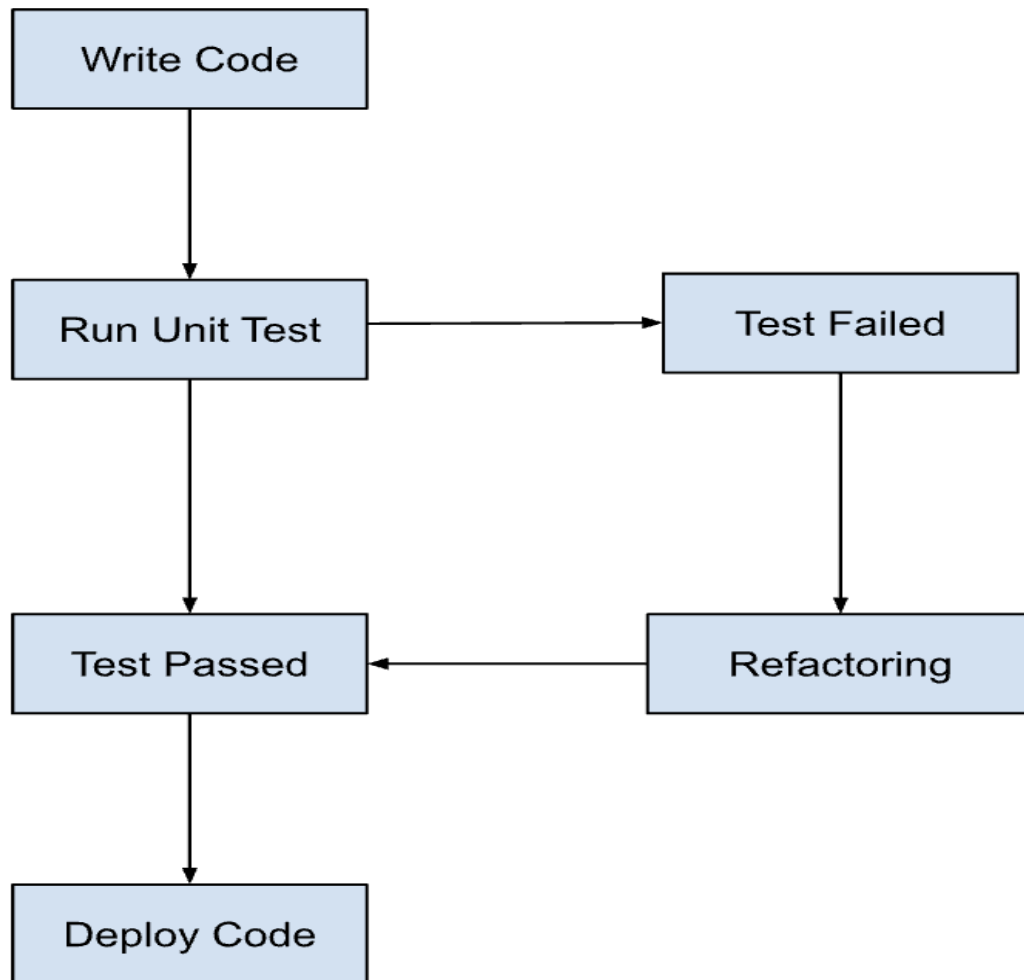 Write Code
Run Unit Test
Test Failed
Test Passed
Refactoring
Deploy Code